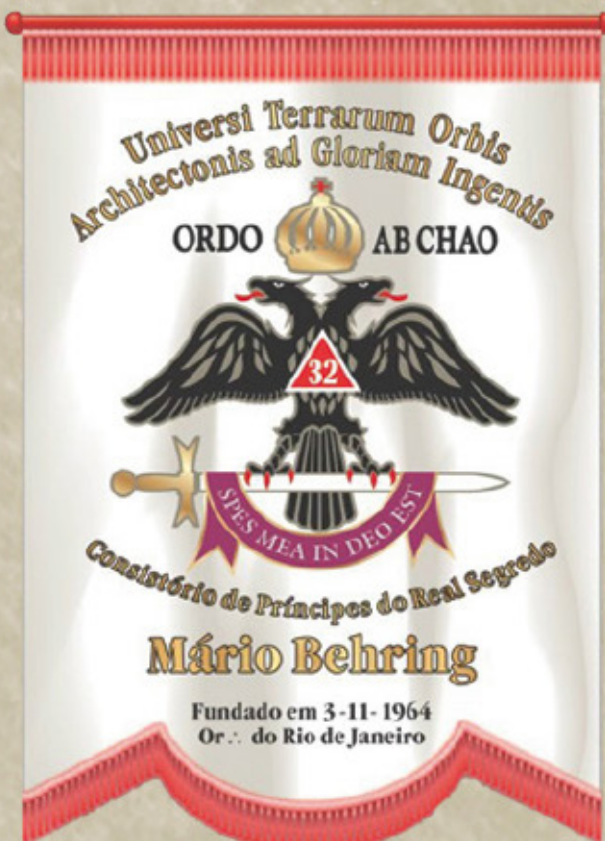 Universi Terrarum Orbis
Architectonis ad Gloriam Ingentis
ORDO AB CHAO
32
SPES MEA IN DEO EST
Consistório de Príncipes do Real Segredo
Mário Behring
Fundado em 3-11-1964
Or∴ do Rio de Janeiro